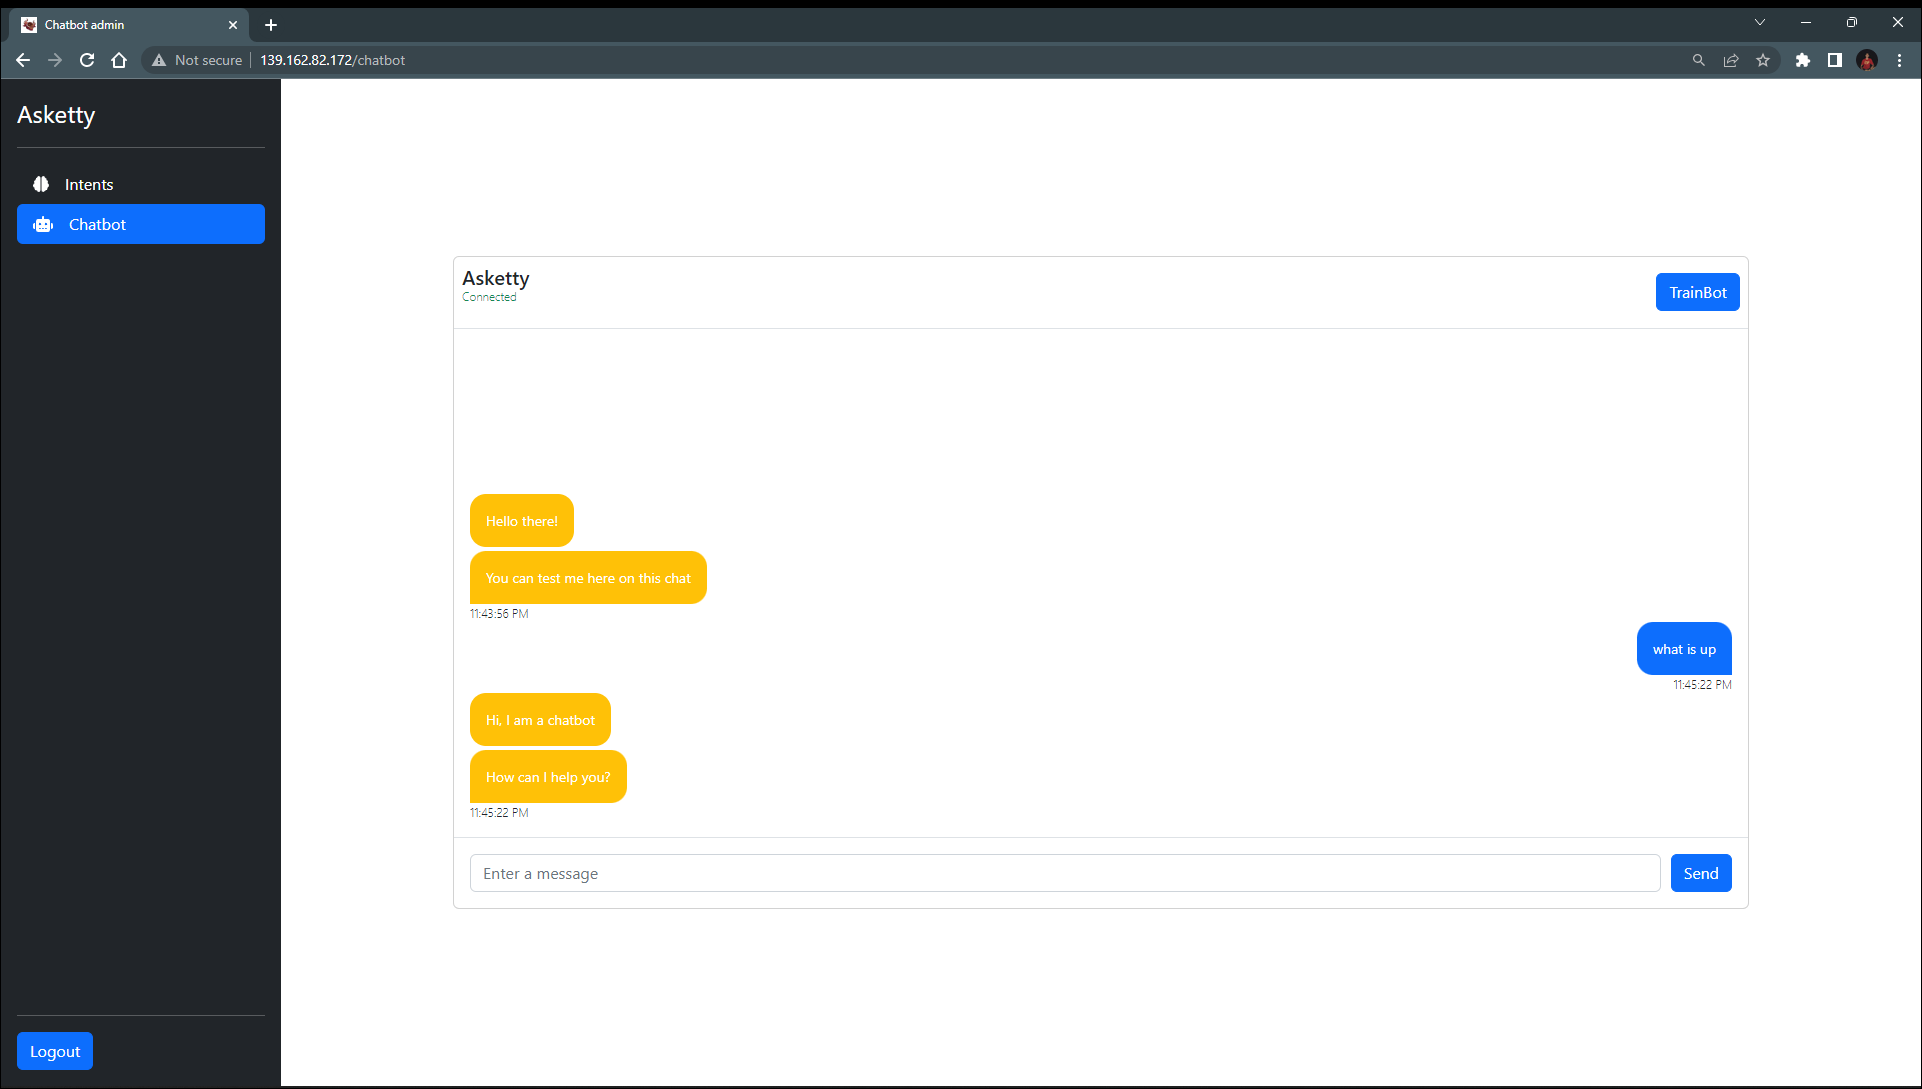 Chatbot admin
Not secure
139.162.82.172/chatbot
Asketty
Intents
Chatbot
Asketty
Connected
TrainBot
Hello there!
You can test me here on this chat
11:43:56 PM
what is up
11:45:22 PM
Hi, I am a chatbot
How can I help you?
11:45:22 PM
Enter a message
Send
Logout